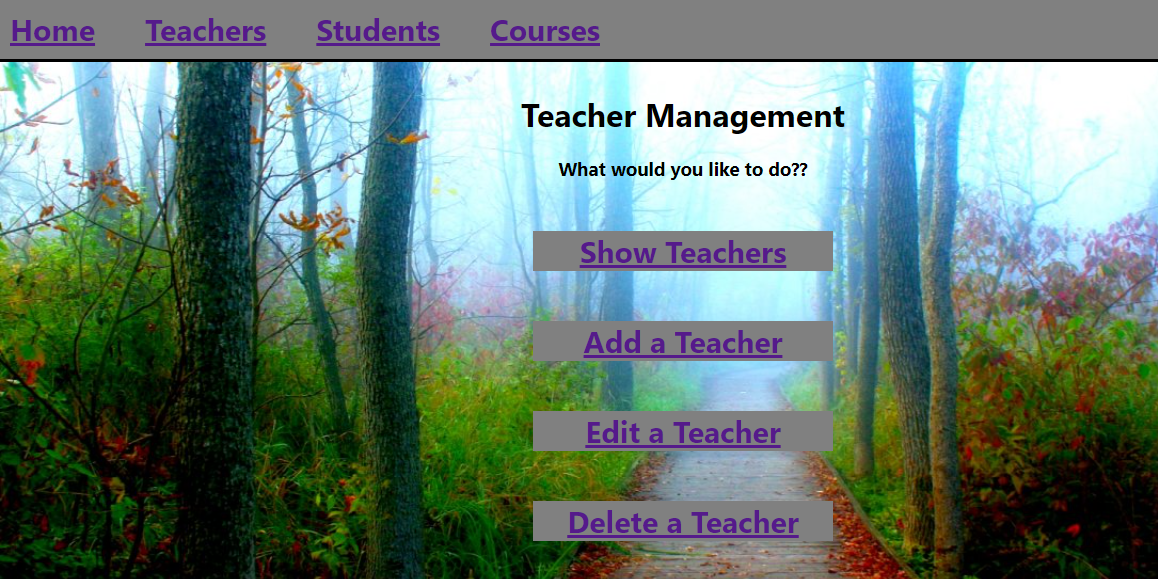 Home Teachers Students Courses
Teacher Management
What would you like to do??
Show Teachers
Add a Teacher
Edit a Teacher
Delete a Teacher